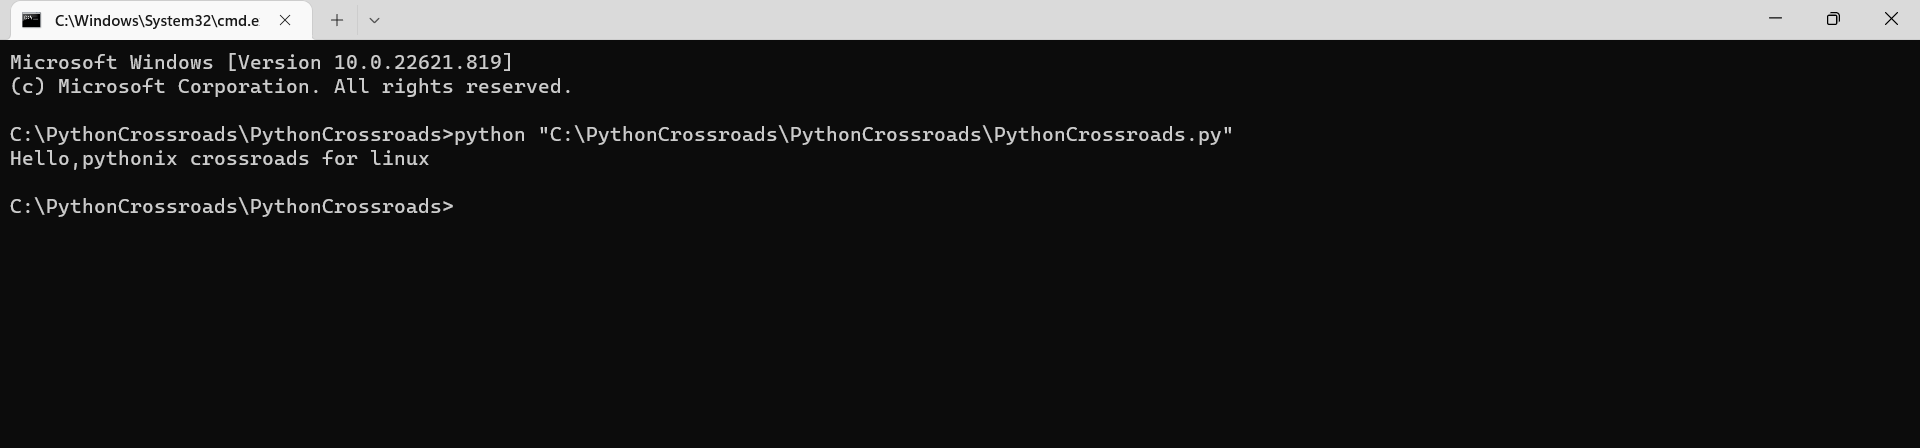 C:\Windows\System32\cmd.e
Microsoft Windows [Version 10.0.22621.819]
(c) Microsoft Corporation. All rights reserved.
C:\PythonCrossroads\PythonCrossroads>python "C:\PythonCrossroads\PythonCrossroads\PythonCrossroads.py"
Hello,pythonix crossroads for linux
C:\PythonCrossroads\PythonCrossroads>